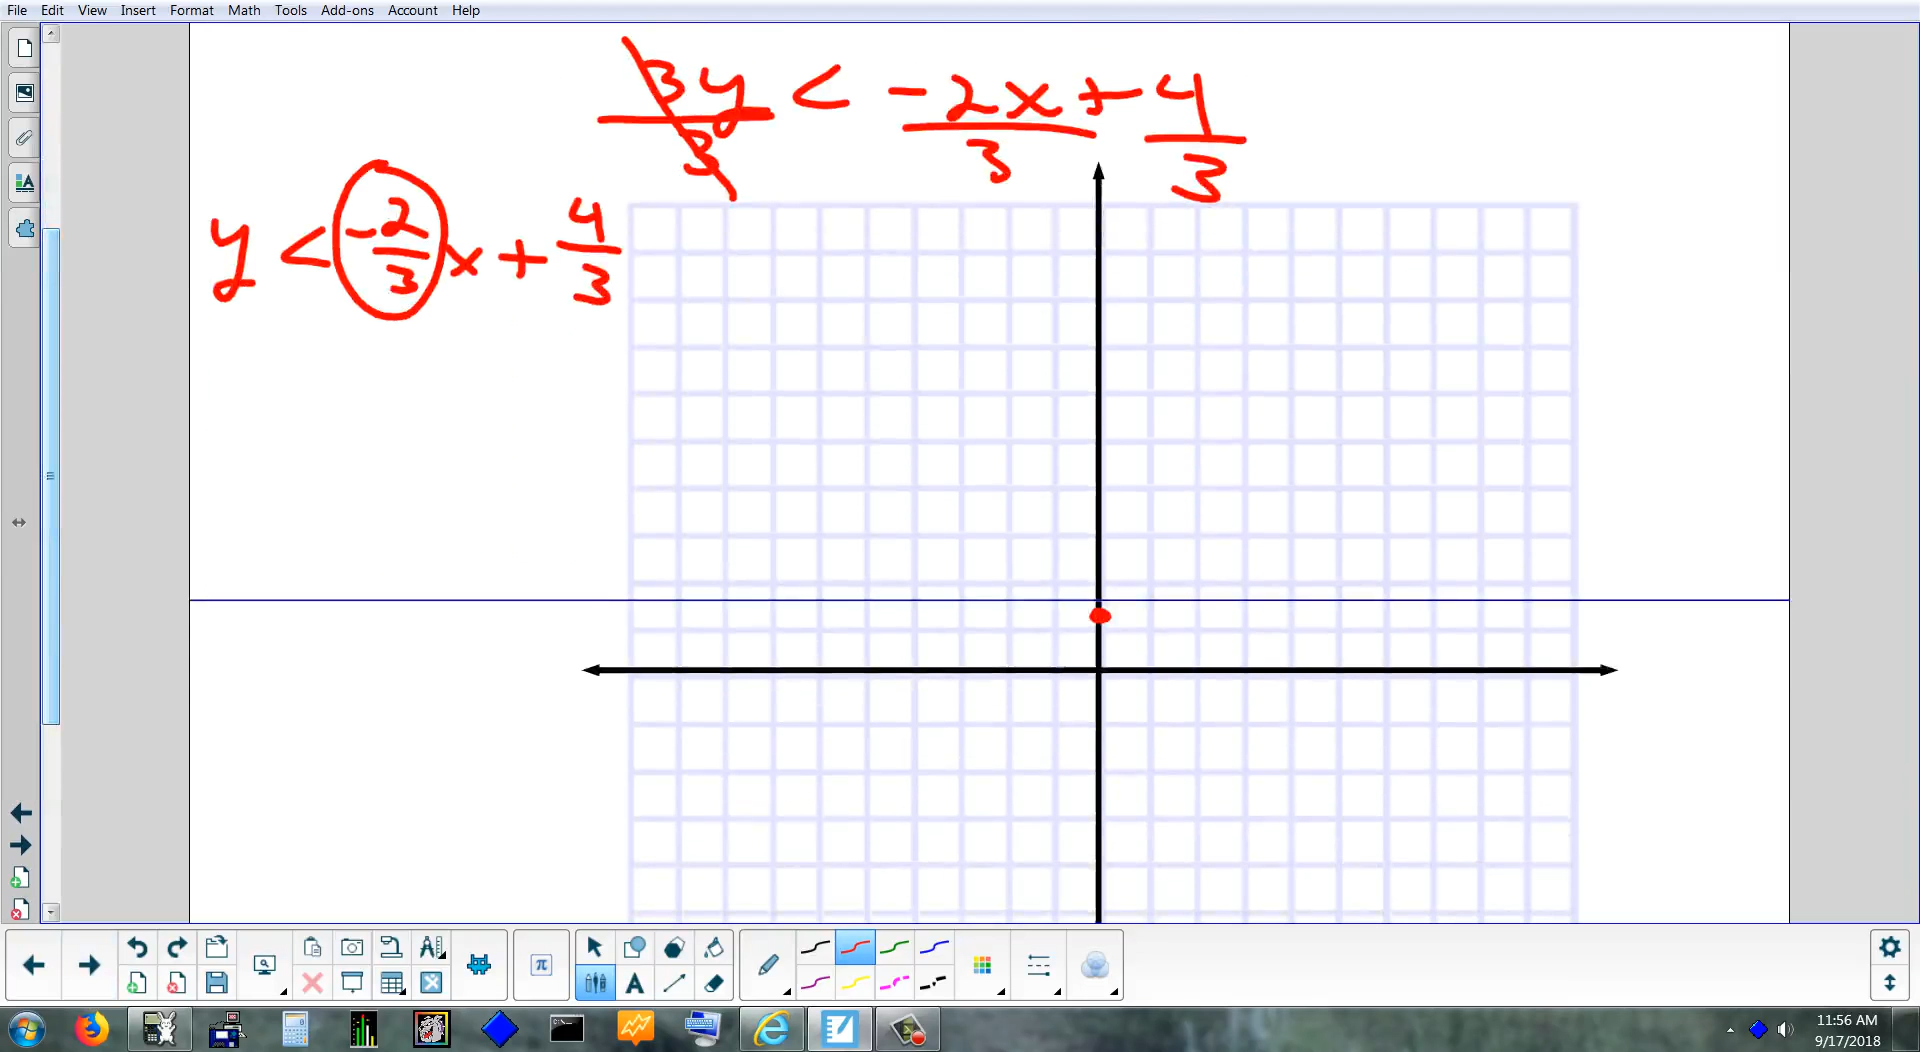 File Edit View Insert Format Math Tools Add-ons Account Help
3y < -2x + 4
3 3 3
y < -2/3 x + 4/3
π
A
11:56 AM
9/17/2018